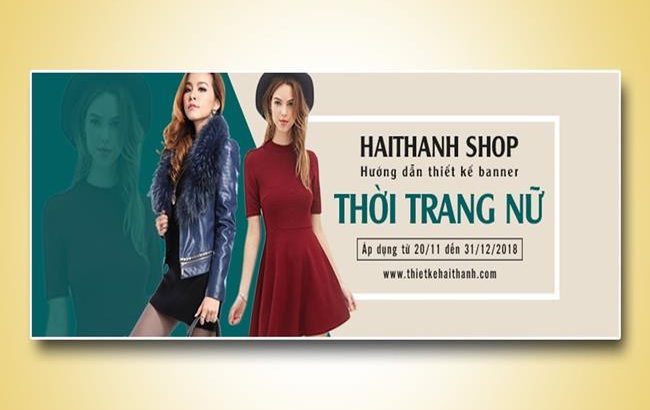 HAITHANH SHOP
Hướng dẫn thiết kế banner
THỜI TRANG NỮ
Áp dụng từ 20/11 đến 31/12/2018
www.thietkehaithanh.com